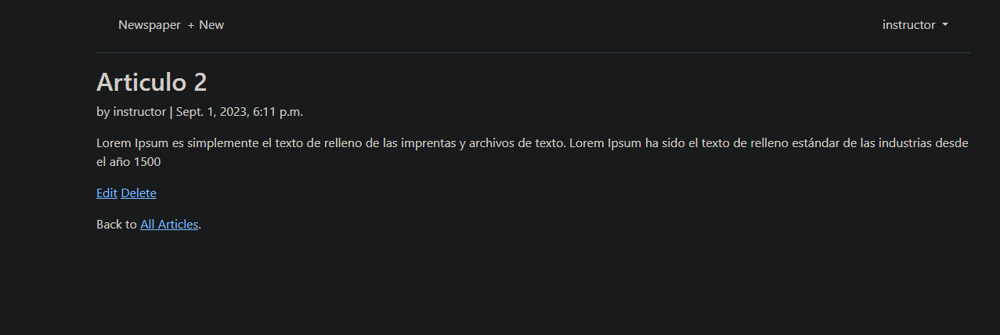 Newspaper + New instructor
Articulo 2
by instructor | Sept. 1, 2023, 6:11 p.m.
Lorem Ipsum es simplemente el texto de relleno de las imprentas y archivos de texto. Lorem Ipsum ha sido el texto de relleno estándar de las industrias desde
el año 1500
Edit Delete
Back to All Articles.